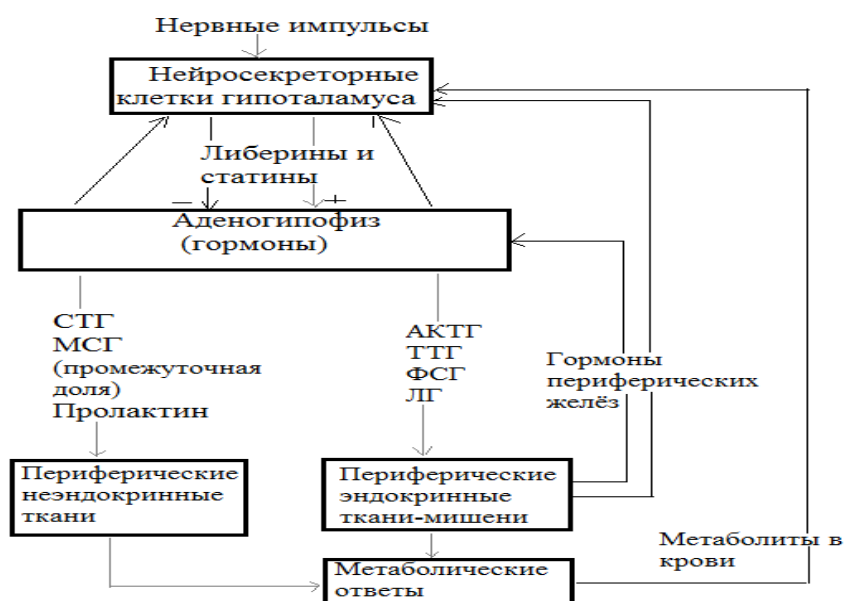 Нервные импульсы
Нейросекреторные
клетки гипоталамуса
Либерины и
статины
— +
Аденогипофиз
(гормоны)
СТГ
МСГ
(промежуточная
доля)
Пролактин
АКТГ
ТТГ
ФСГ
ЛГ
Гормоны
периферических
желёз
Периферические
неэндокринные
ткани
Периферические
эндокринные
ткани-мишени
Метаболиты в
крови
Метаболические
ответы